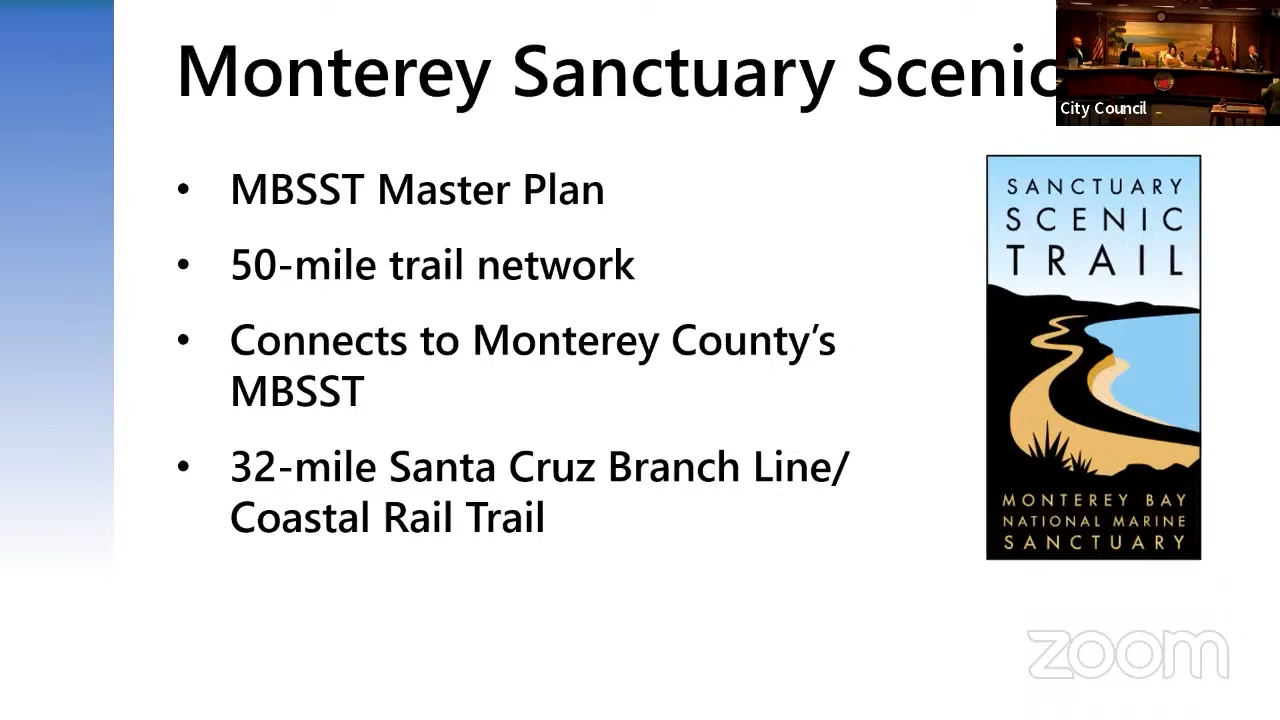 Monterey Sanctuary Scenic
City Council
• MBSST Master Plan
• 50-mile trail network
• Connects to Monterey County’s
MBSST
• 32-mile Santa Cruz Branch Line/
Coastal Rail Trail
SANCTUARY
SCENIC
TRAIL
MONTEREY BAY
NATIONAL MARINE
SANCTUARY
zoom